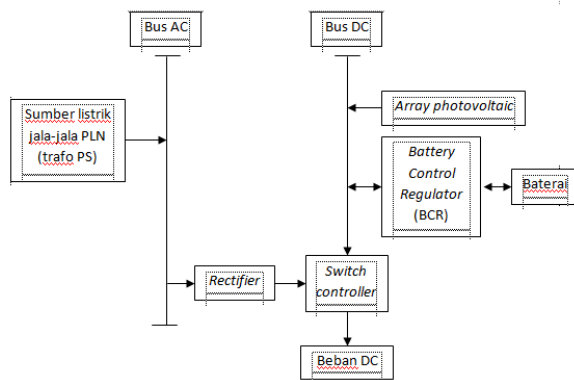 Bus AC
Bus DC
Sumber listrik
jala-jala PLN
(trafo PS)
Array photovoltaic
Battery
Control
Regulator
(BCR)
Baterai
Rectifier
Switch
controller
Beban DC